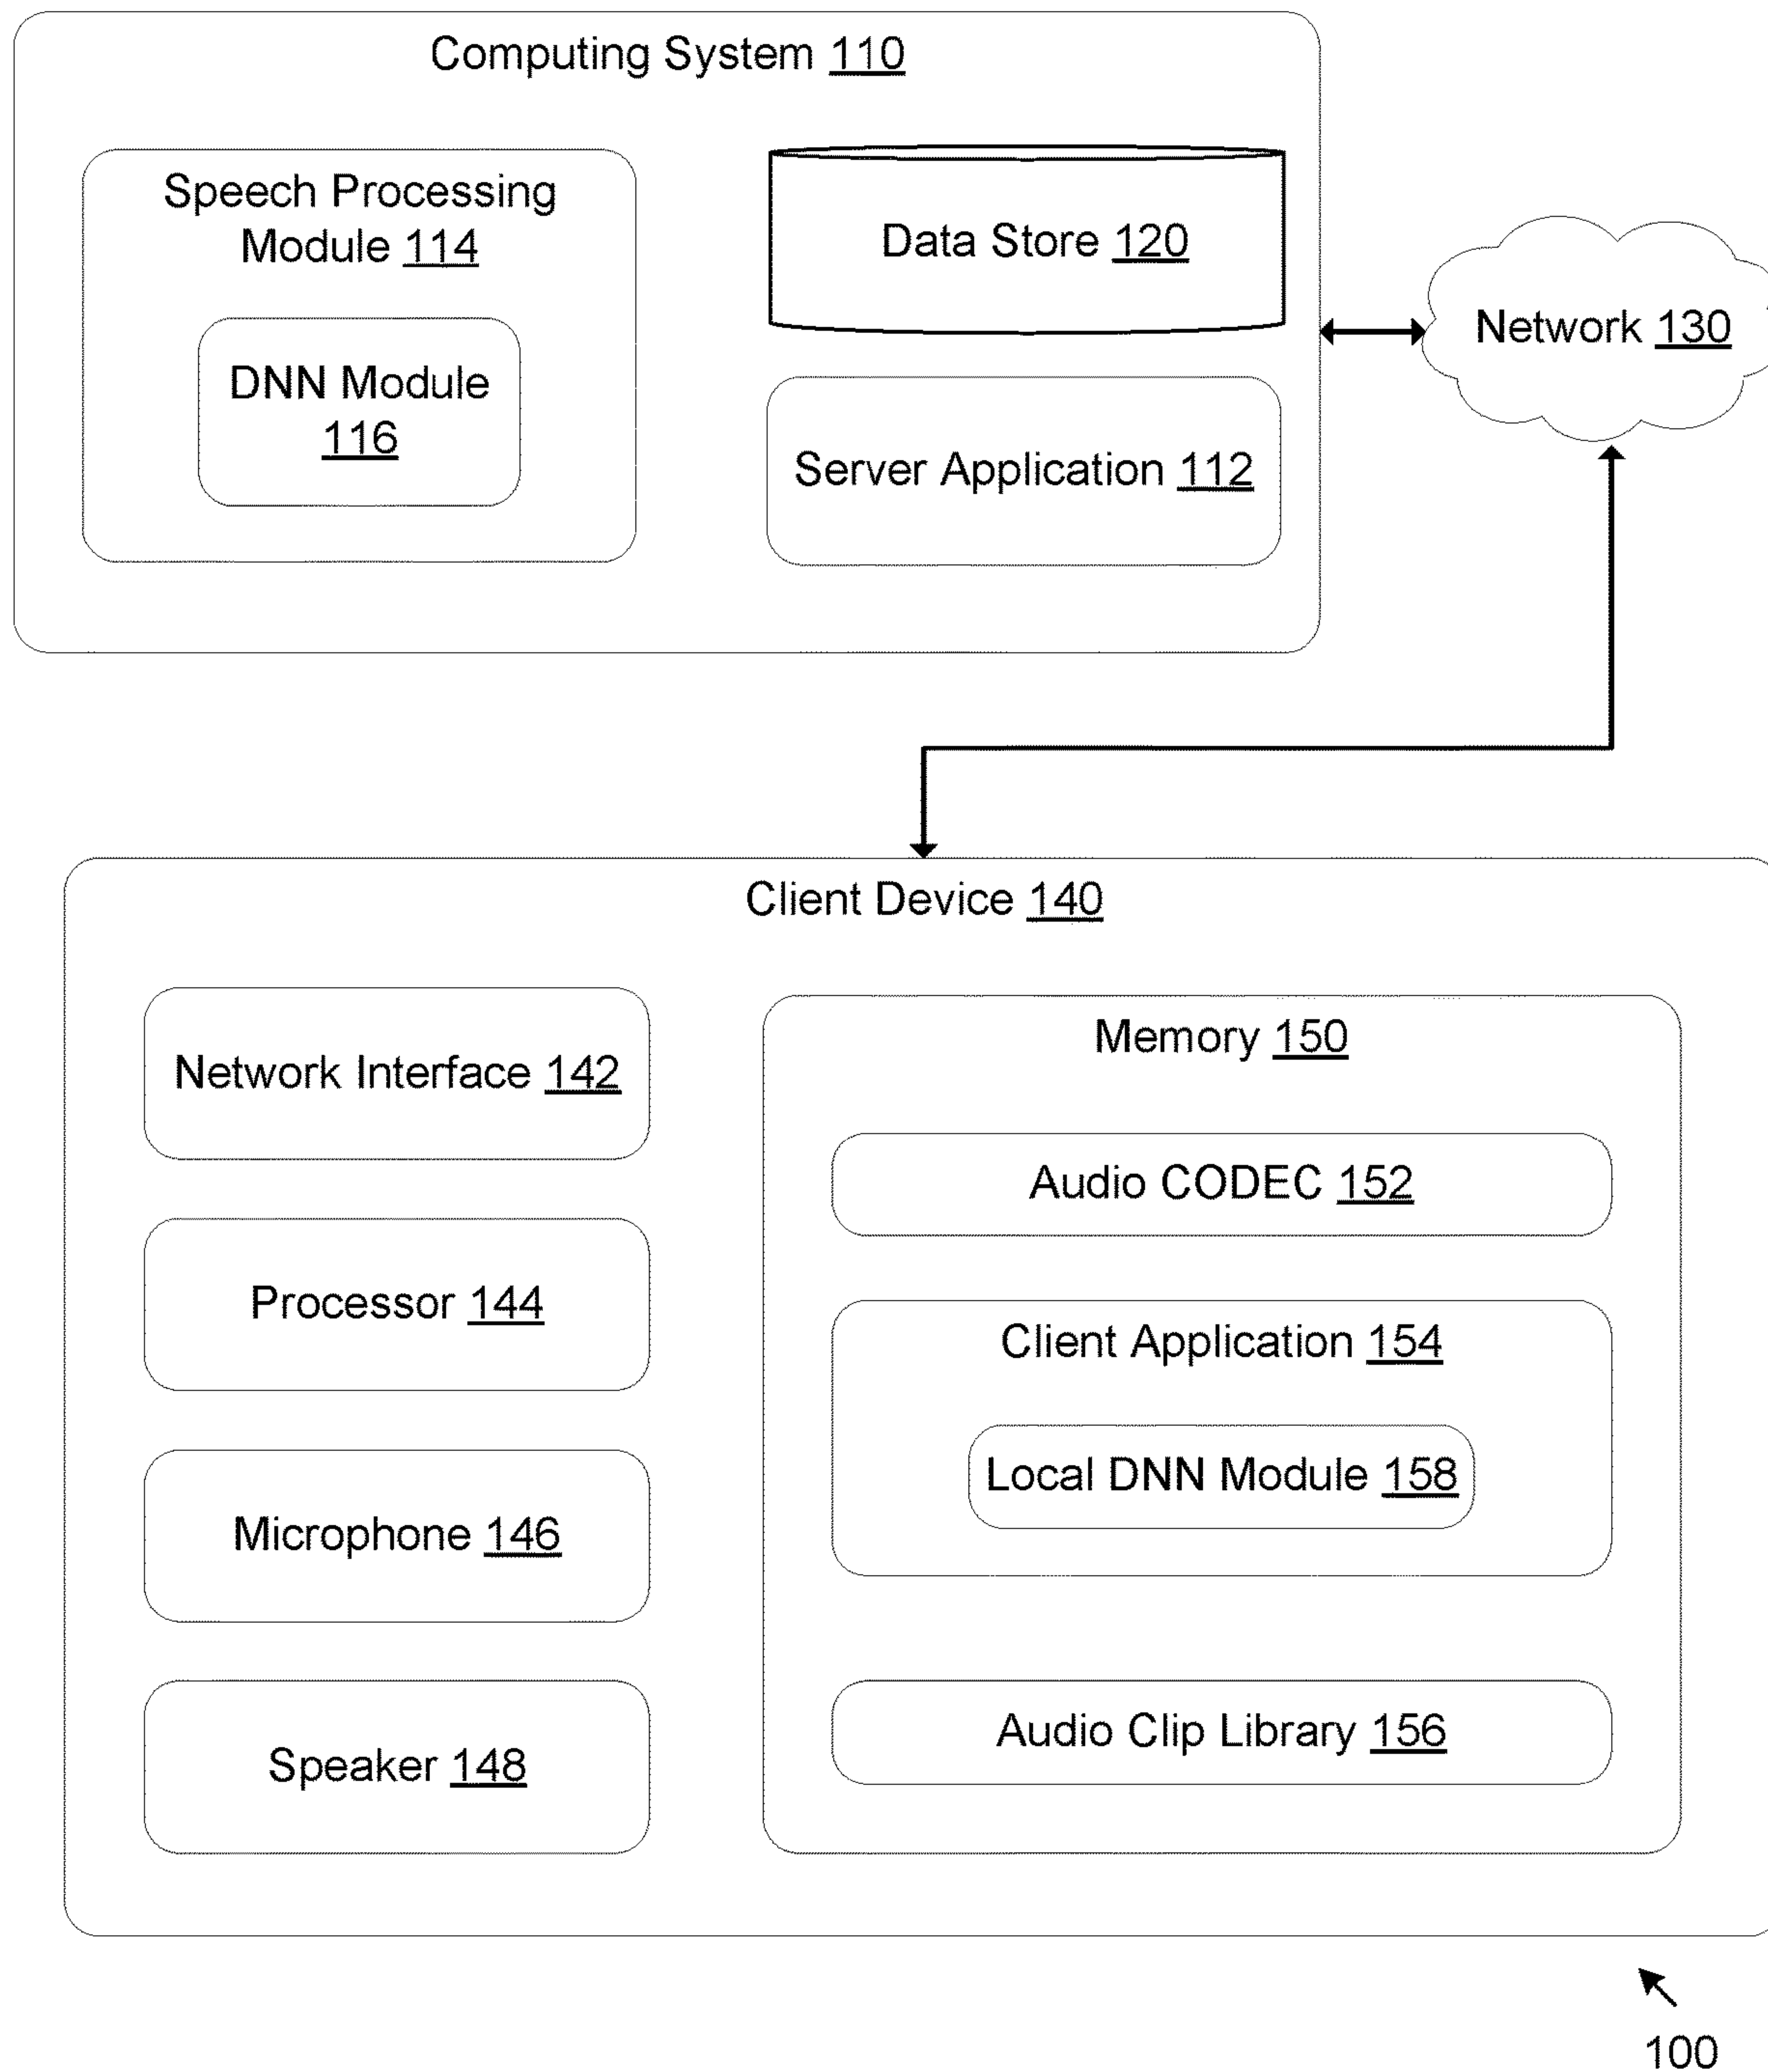 Computing System 110
Speech Processing
Module 114
DNN Module
116
Data Store 120
Server Application 112
Network 130
Client Device 140
Network Interface 142
Processor 144
Microphone 146
Speaker 148
Memory 150
Audio CODEC 152
Client Application 154
Local DNN Module 158
Audio Clip Library 156
100